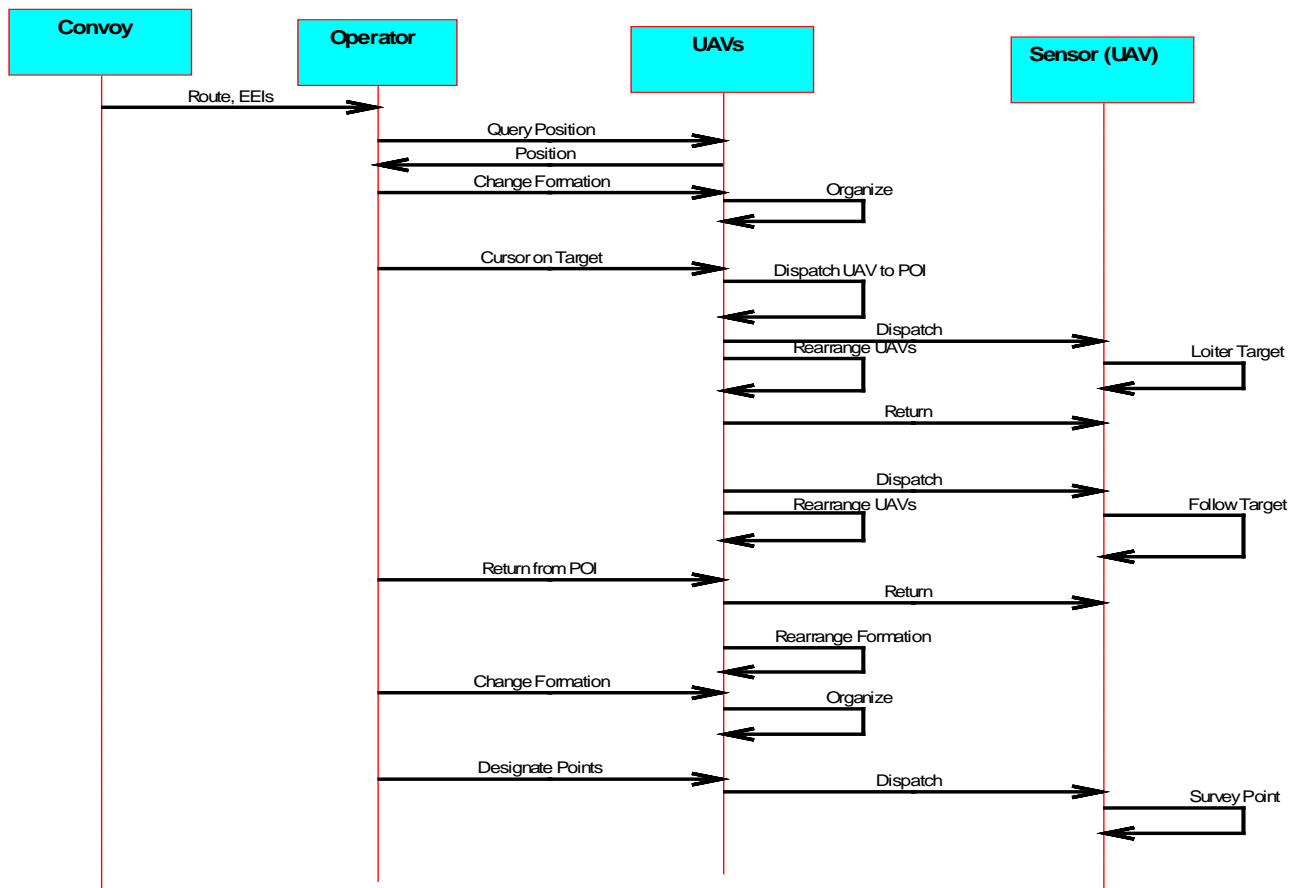 Convoy
Operator
UAVs
Sensor (UAV)
Route, EEIs
Query Position
Position
Change Formation
Organize
Cursor on Target
Dispatch UAV to POI
Dispatch
Rearrange UAVs
Loiter Target
Return
Dispatch
Rearrange UAVs
Follow Target
Return from POI
Return
Rearrange Formation
Change Formation
Organize
Designate Points
Dispatch
Survey Point